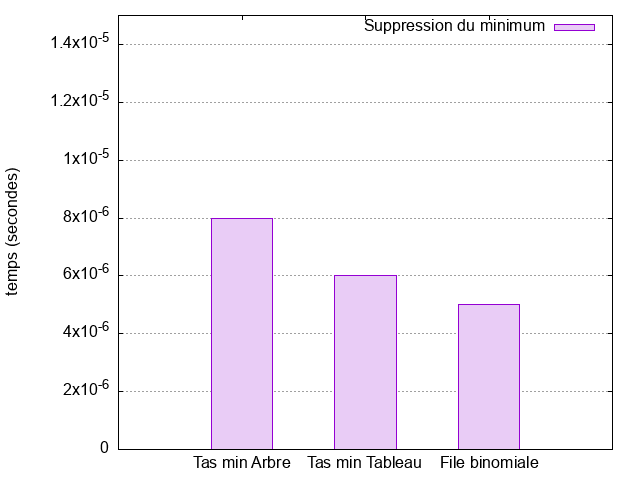 Suppression du minimum
1.4x10⁻⁵
1.2x10⁻⁵
1x10⁻⁵
8x10⁻⁶
6x10⁻⁶
4x10⁻⁶
2x10⁻⁶
0
temps (secondes)
Tas min Arbre Tas min Tableau File binomiale